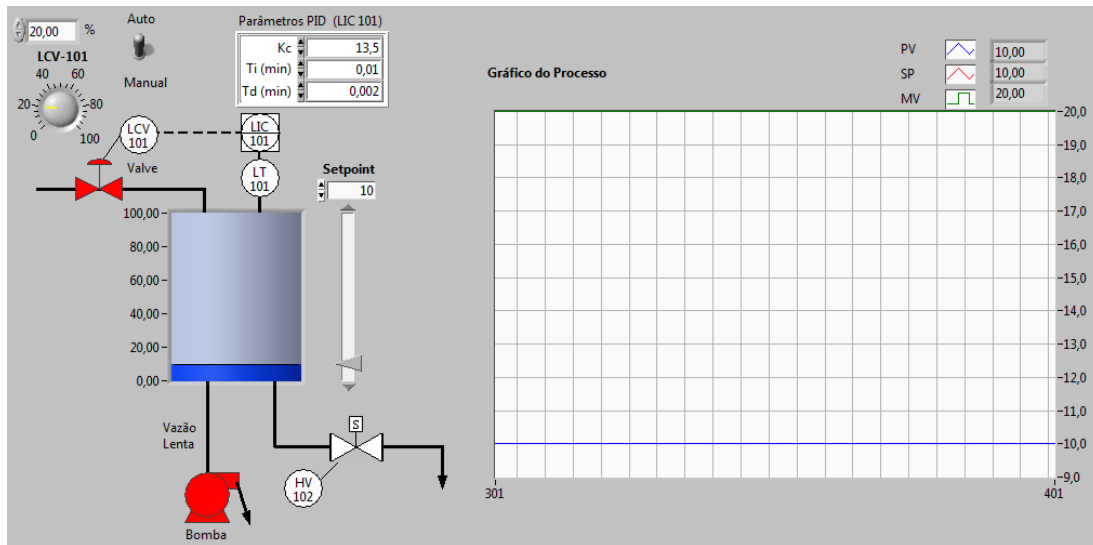 20,00 %
LCV-101
40 60
20 80
0 100
Auto
Manual
Parâmetros PID (LIC 101)
Kc 13,5
Ti (min) 0,01
Td (min) 0,002
LCV
101
LIC
101
LT
101
Valve
Setpoint
10
100,00
80,00
60,00
40,00
20,00
0,00
Vazão
Lenta
S
HV
102
Bomba
Gráfico do Processo
PV 10,00
SP 10,00
MV 20,00
20,0
19,0
18,0
17,0
16,0
15,0
14,0
13,0
12,0
11,0
10,0
9,0
301 401